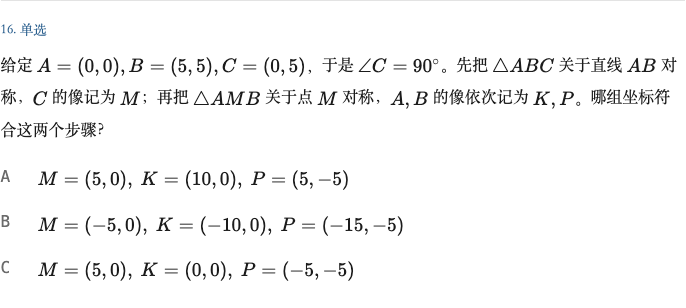 16. 单选
给定 A = (0, 0), B = (5, 5), C = (0, 5)，于是 ∠C = 90°。先把 △ABC 关于直线 AB 对
称，C 的像记为 M；再把 △AMB 关于点 M 对称，A, B 的像依次记为 K, P。哪组坐标符
合这两个步骤?
A M = (5, 0), K = (10, 0), P = (5, −5)
B M = (−5, 0), K = (−10, 0), P = (−15, −5)
C M = (5, 0), K = (0, 0), P = (−5, −5)